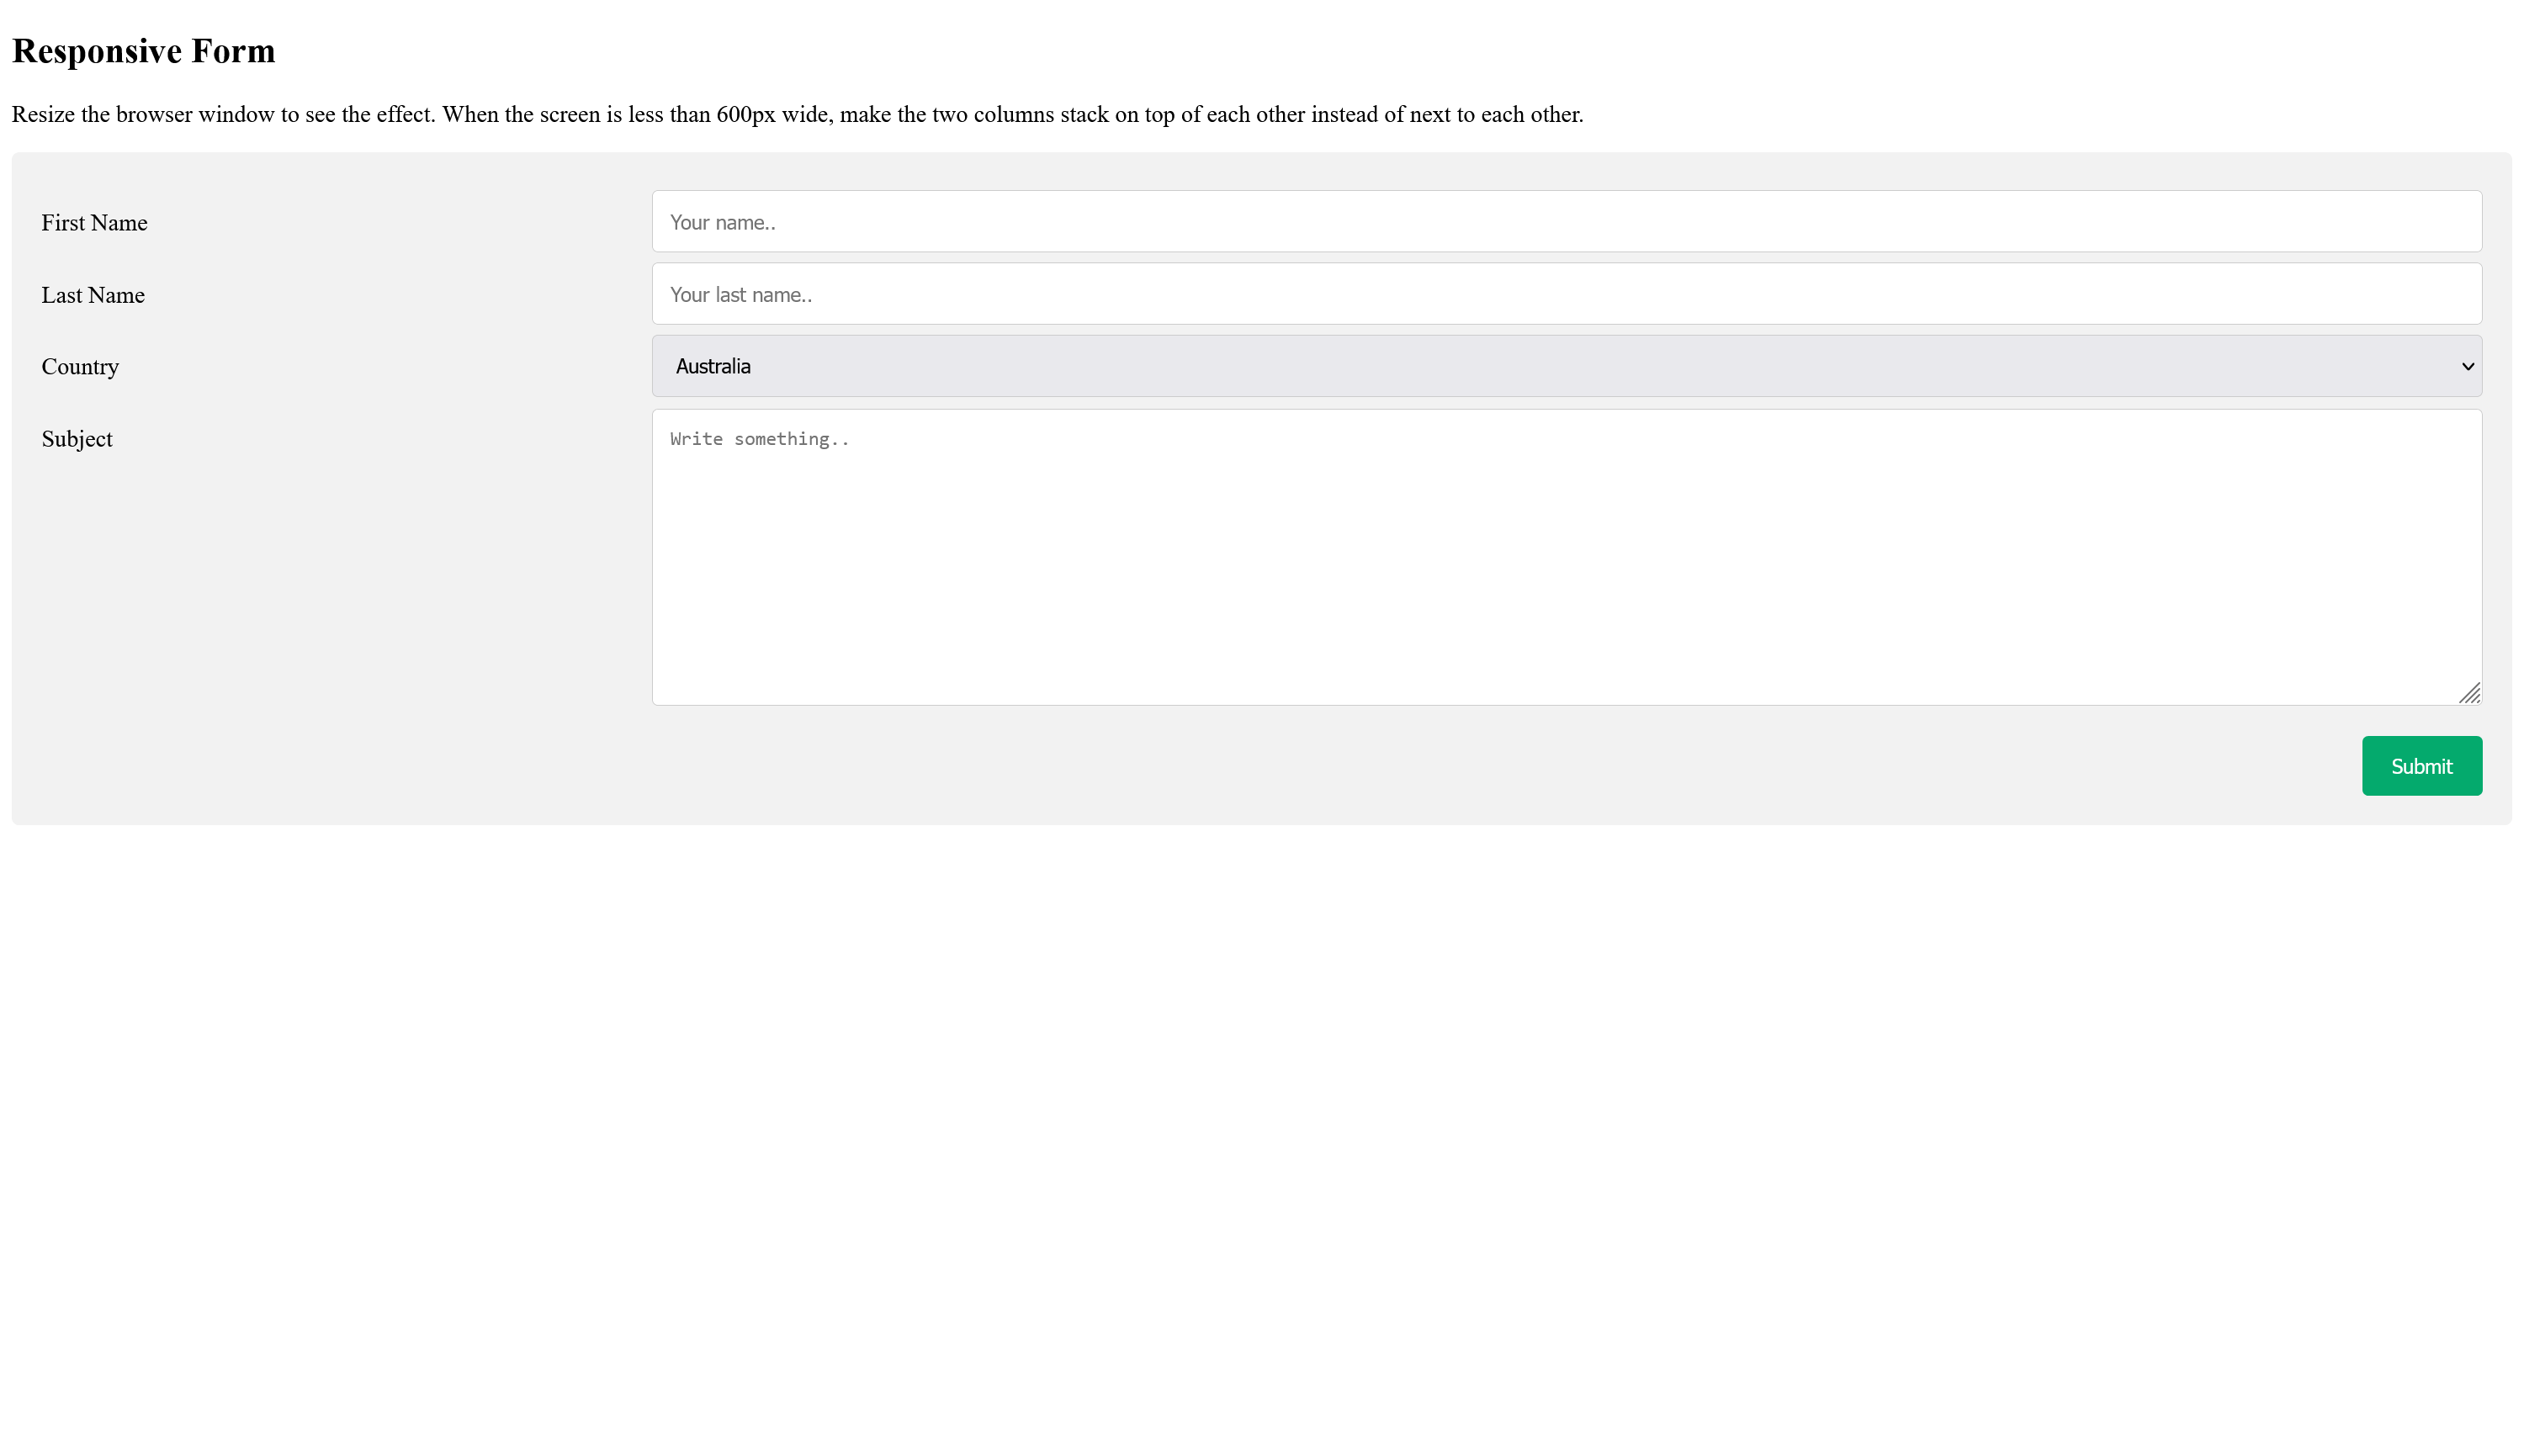 Responsive Form
Resize the browser window to see the effect. When the screen is less than 600px wide, make the two columns stack on top of each other instead of next to each other.
First Name
Your name..
Last Name
Your last name..
Country
Australia
Subject
Write something..
Submit